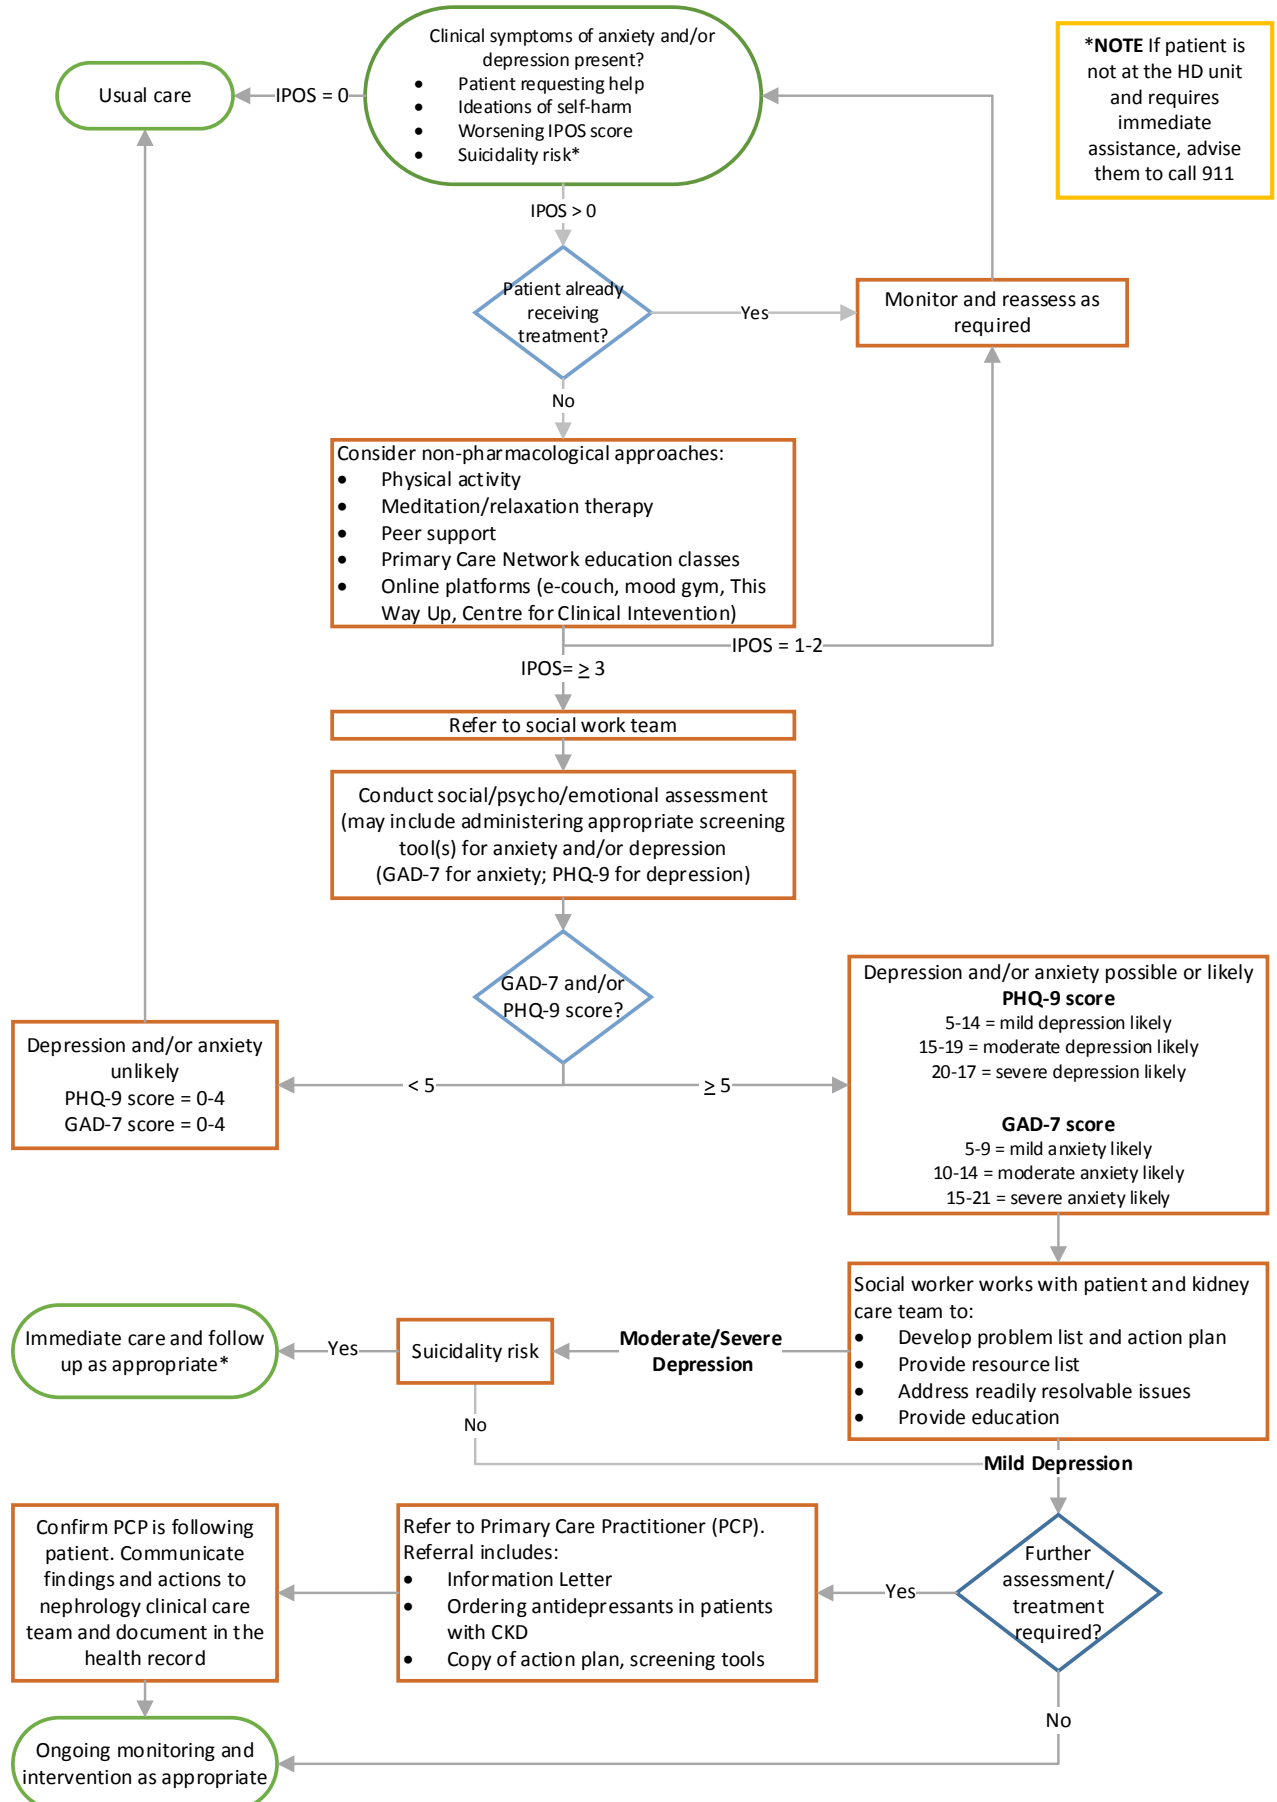 Clinical symptoms of anxiety and/or
depression present?
• Patient requesting help
• Ideations of self-harm
• Worsening IPOS score
• Suicidality risk*
*NOTE If patient is
not at the HD unit
and requires
immediate
assistance, advise
them to call 911
IPOS = 0
Usual care
IPOS > 0
Patient already
receiving
treatment?
Yes
Monitor and reassess as
required
No
Consider non-pharmacological approaches:
• Physical activity
• Meditation/relaxation therapy
• Peer support
• Primary Care Network education classes
• Online platforms (e-couch, mood gym, This
Way Up, Centre for Clinical Intevention)
IPOS = 1-2
IPOS= ≥ 3
Refer to social work team
Conduct social/psycho/emotional assessment
(may include administering appropriate screening
tool(s) for anxiety and/or depression
(GAD-7 for anxiety; PHQ-9 for depression)
GAD-7 and/or
PHQ-9 score?
< 5
Depression and/or anxiety
unlikely
PHQ-9 score = 0-4
GAD-7 score = 0-4
≥ 5
Depression and/or anxiety possible or likely
PHQ-9 score
5-14 = mild depression likely
15-19 = moderate depression likely
20-17 = severe depression likely
GAD-7 score
5-9 = mild anxiety likely
10-14 = moderate anxiety likely
15-21 = severe anxiety likely
Social worker works with patient and kidney
care team to:
• Develop problem list and action plan
• Provide resource list
• Address readily resolvable issues
• Provide education
Moderate/Severe
Depression
Suicidality risk
Yes
Immediate care and follow
up as appropriate*
No
Mild Depression
Further
assessment/
treatment
required?
Yes
Refer to Primary Care Practitioner (PCP).
Referral includes:
• Information Letter
• Ordering antidepressants in patients
with CKD
• Copy of action plan, screening tools
Confirm PCP is following
patient. Communicate
findings and actions to
nephrology clinical care
team and document in the
health record
No
Ongoing monitoring and
intervention as appropriate